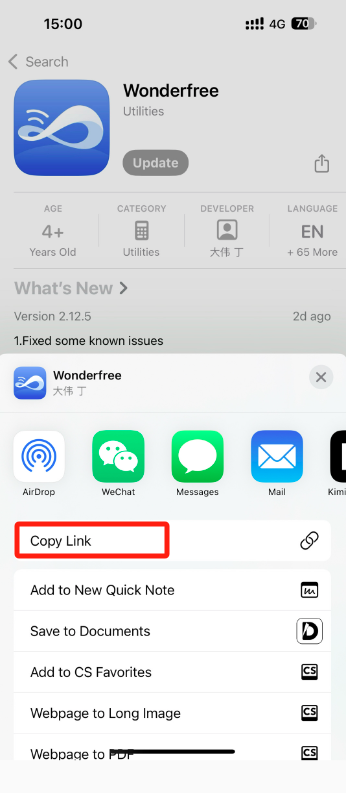 15:00
4G 70
Search
Wonderfree
Utilities
Update
AGE CATEGORY DEVELOPER LANGUAGE
4+ EN
Years Old Utilities 大伟 丁 + 65 More
What's New
Version 2.12.5 2d ago
1.Fixed some known issues
Wonderfree
大伟 丁
AirDrop WeChat Messages Mail Kimi
Copy Link
Add to New Quick Note
Save to Documents
Add to CS Favorites
CS
Webpage to Long Image
CS
Webpage to PDF
CS